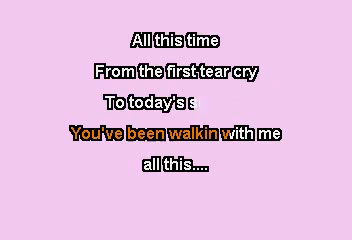 All this time
From the first tear cry
To today's s
You've been walkin with me
all this....